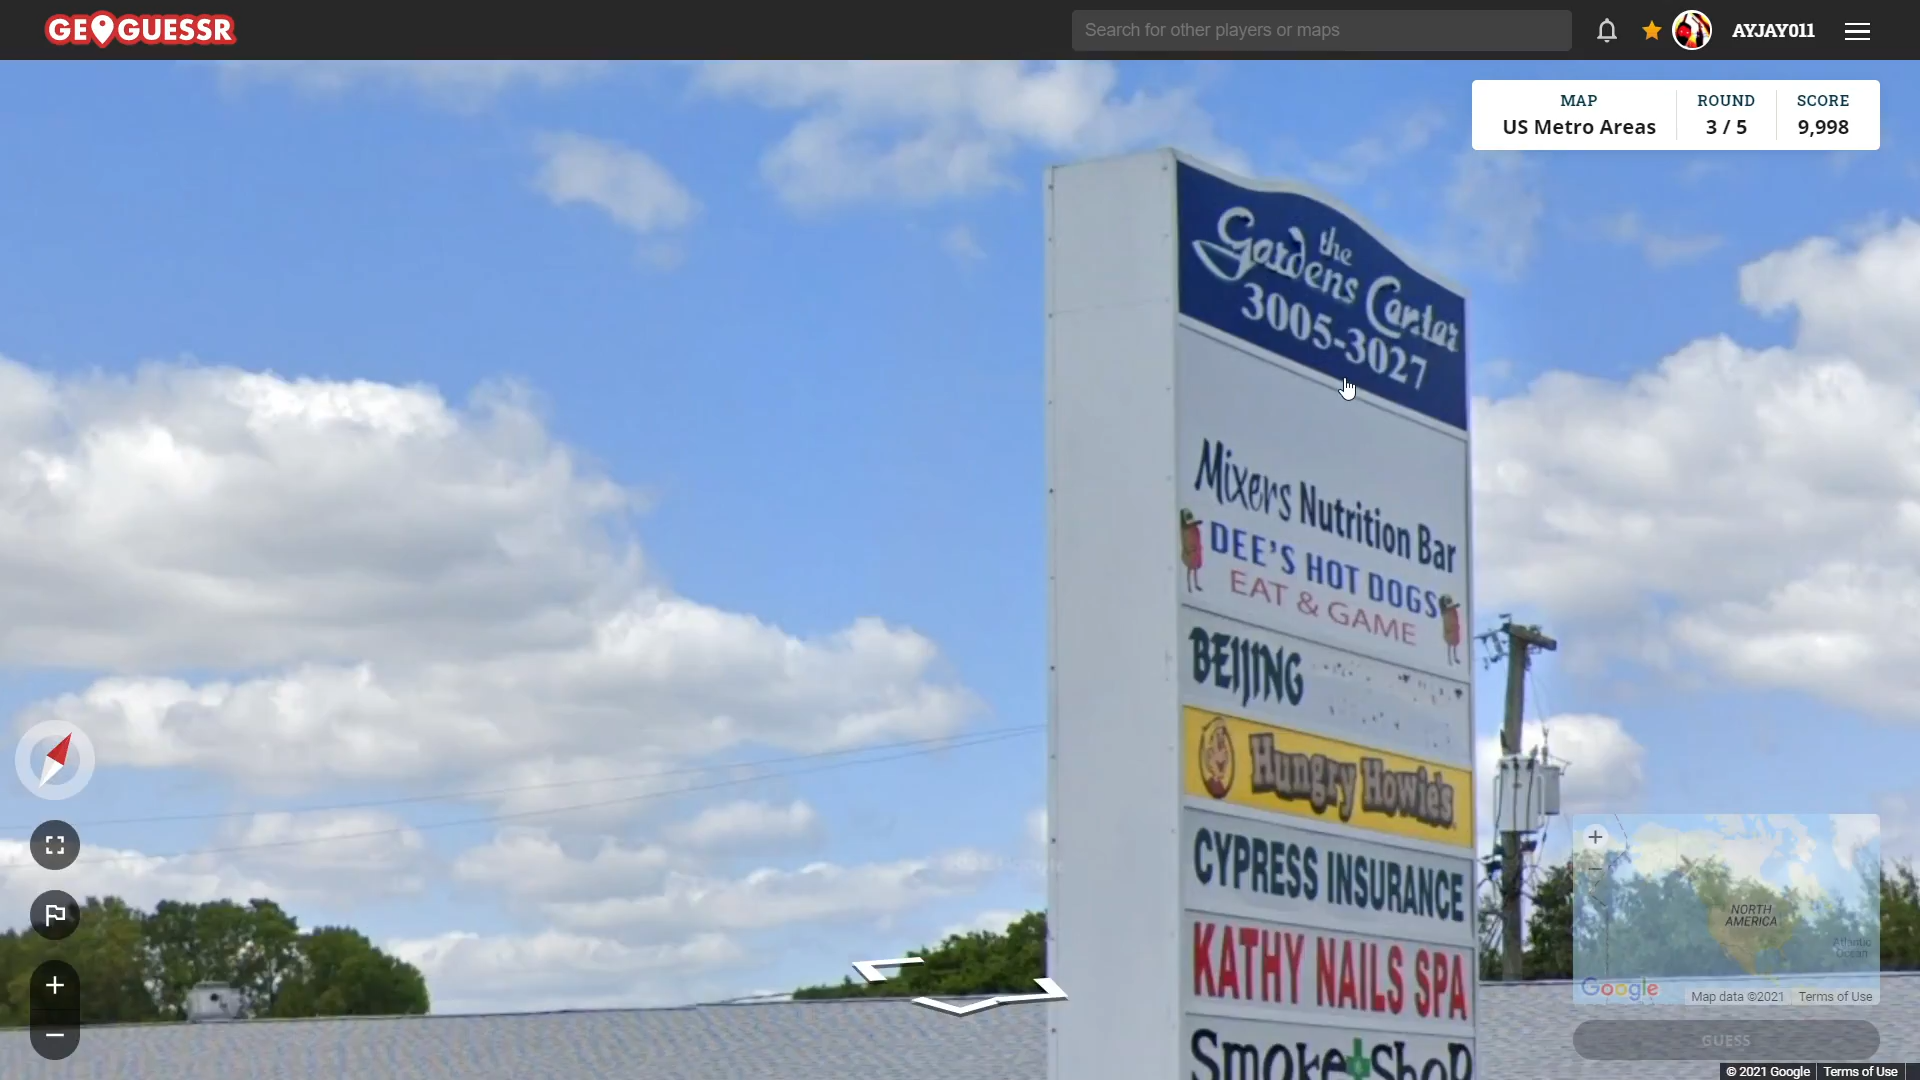 GEOGUESSR
Search for other players or maps
AYJAY011
MAP
US Metro Areas
ROUND
3 / 5
SCORE
9,998
the
Gardens Center
3005-3027
Mixers Nutrition Bar
DEE'S HOT DOGS
EAT & GAME
BEIJING
Hungry Howie's
CYPRESS INSURANCE
KATHY NAILS SPA
Smoke Shop
NORTH
AMERICA
Atlantic
Ocean
Google
Map data ©2021
Terms of Use
GUESS
© 2021 Google
Terms of Use